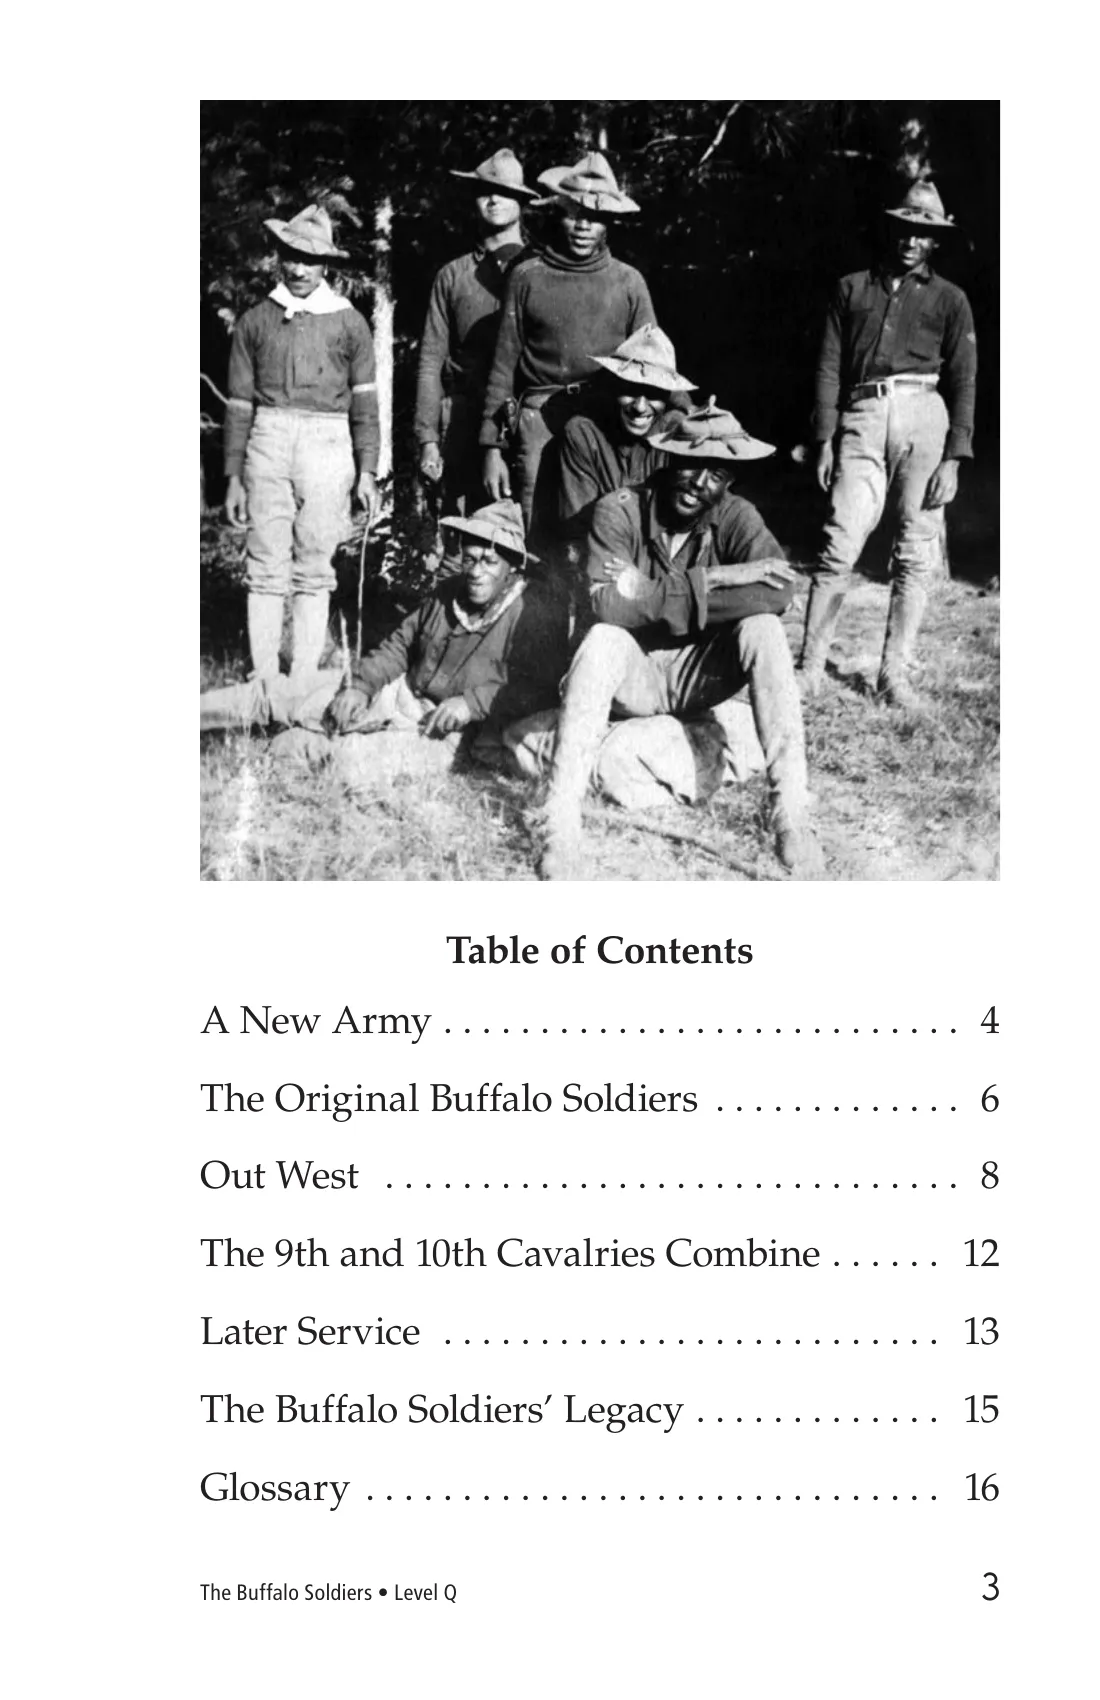 Table of Contents
A New Army . . . . . . . . . . . . . . . . . . . . . . . . . . . 4
The Original Buffalo Soldiers . . . . . . . . . . . . . 6
Out West . . . . . . . . . . . . . . . . . . . . . . . . . . . . . . 8
The 9th and 10th Cavalries Combine . . . . . . 12
Later Service . . . . . . . . . . . . . . . . . . . . . . . . . . 13
The Buffalo Soldiers’ Legacy . . . . . . . . . . . . . 15
Glossary . . . . . . . . . . . . . . . . . . . . . . . . . . . . . . 16
The Buffalo Soldiers • Level Q 3